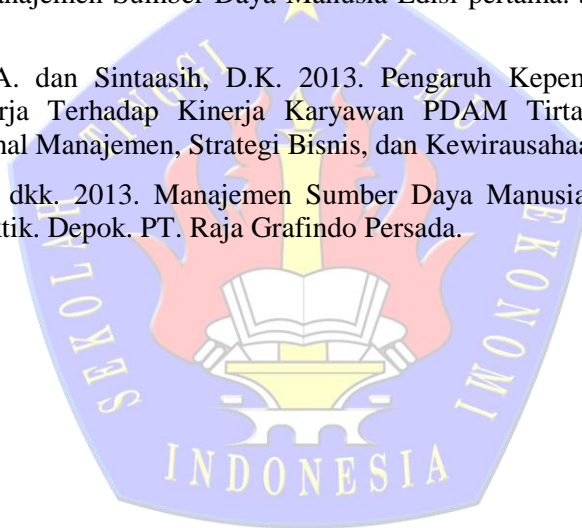 najemen Sumber Daya Manusia Edisi pertama.
A. dan Sintaasih, D.K. 2013. Pengaruh Kepem
rja Terhadap Kinerja Karyawan PDAM Tirta
nal Manajemen, Strategi Bisnis, dan Kewirausahaa
dkk. 2013. Manajemen Sumber Daya Manusia
ktik. Depok. PT. Raja Grafindo Persada.
SEKOLAH TINGGI ILMU EKONOMI
INDONESIA